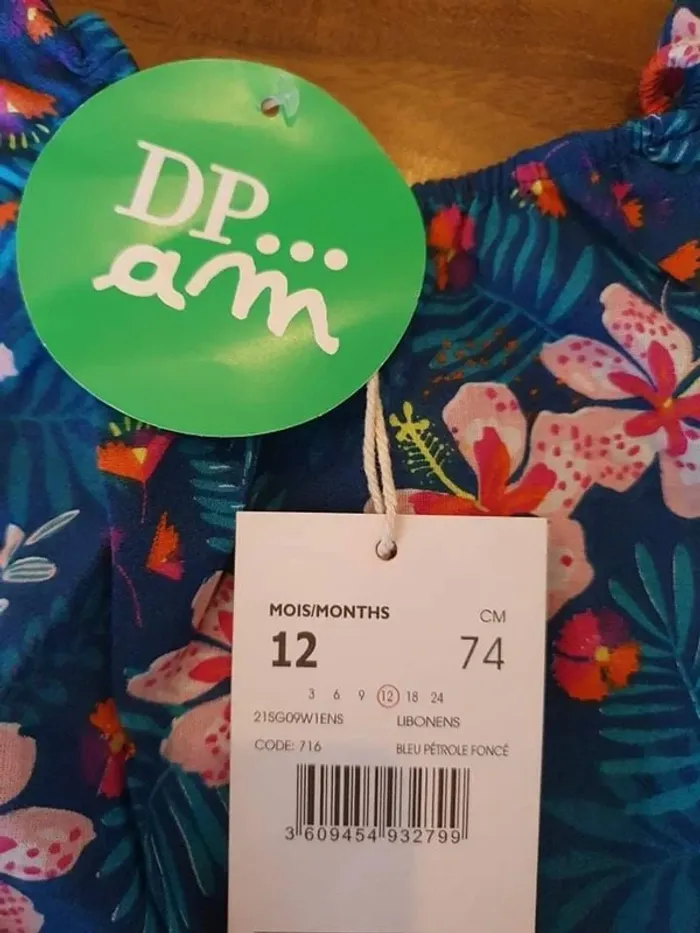 DP...
am
MOIS/MONTHS CM
12 74
3 6 9 12 18 24
21SG09W1ENS LIBONENS
CODE: 716 BLEU PÉTROLE FONCÉ
3 609454 932799